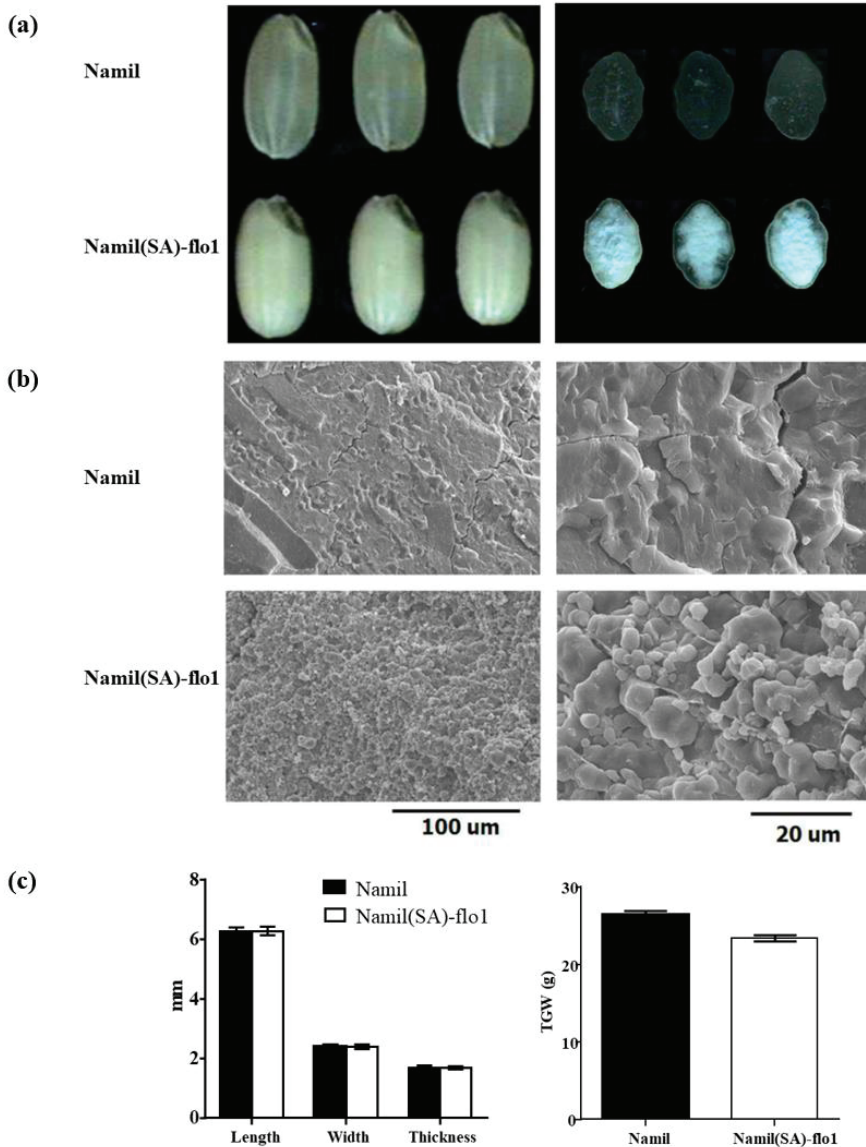 (a)
Namil
Namil(SA)-flo1
(b)
Namil
Namil(SA)-flo1
100 um
20 um
(c)
8
6
4
2
0
mm
Namil
Namil(SA)-flo1
Length
Width
Thickness
30
20
10
0
TGW (g)
Namil
Namil(SA)-flo1